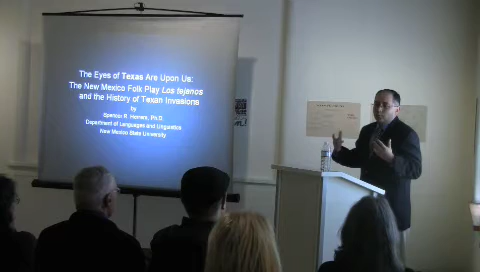 The Eyes of Texas Are Upon Us:
The New Mexico Folk Play Los tejanos
and the History of Texan Invasions
by
Spencer R. Herrera, Ph.D.
Department of Languages and Linguistics
New Mexico State University